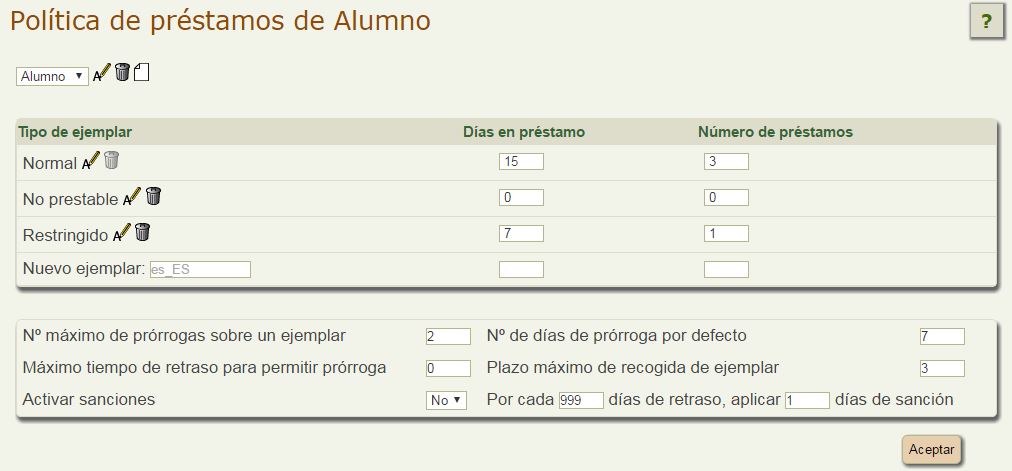 Política de préstamos de Alumno
?
Alumno
Tipo de ejemplar Días en préstamo Número de préstamos
Normal 15 3
No prestable 0 0
Restringido 7 1
Nuevo ejemplar: es_ES
Nº máximo de prórrogas sobre un ejemplar 2 Nº de días de prórroga por defecto 7
Máximo tiempo de retraso para permitir prórroga 0 Plazo máximo de recogida de ejemplar 3
Activar sanciones No Por cada 999 días de retraso, aplicar 1 días de sanción
Aceptar